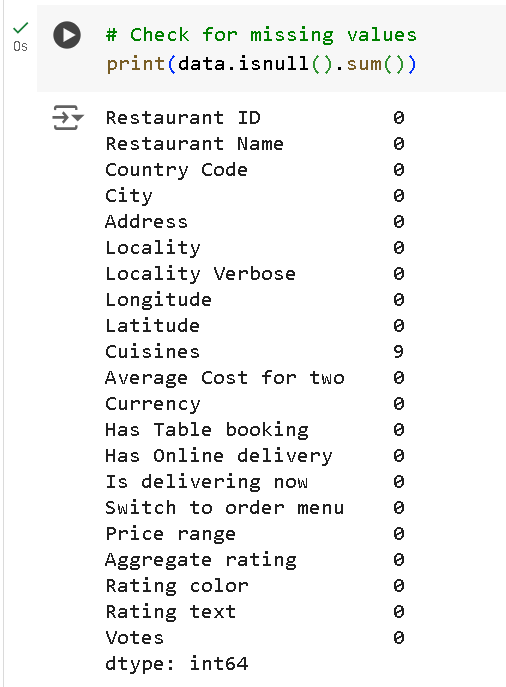 # Check for missing values
0s
print(data.isnull().sum())
Restaurant ID 0
Restaurant Name 0
Country Code 0
City 0
Address 0
Locality 0
Locality Verbose 0
Longitude 0
Latitude 0
Cuisines 9
Average Cost for two 0
Currency 0
Has Table booking 0
Has Online delivery 0
Is delivering now 0
Switch to order menu 0
Price range 0
Aggregate rating 0
Rating color 0
Rating text 0
Votes 0
dtype: int64